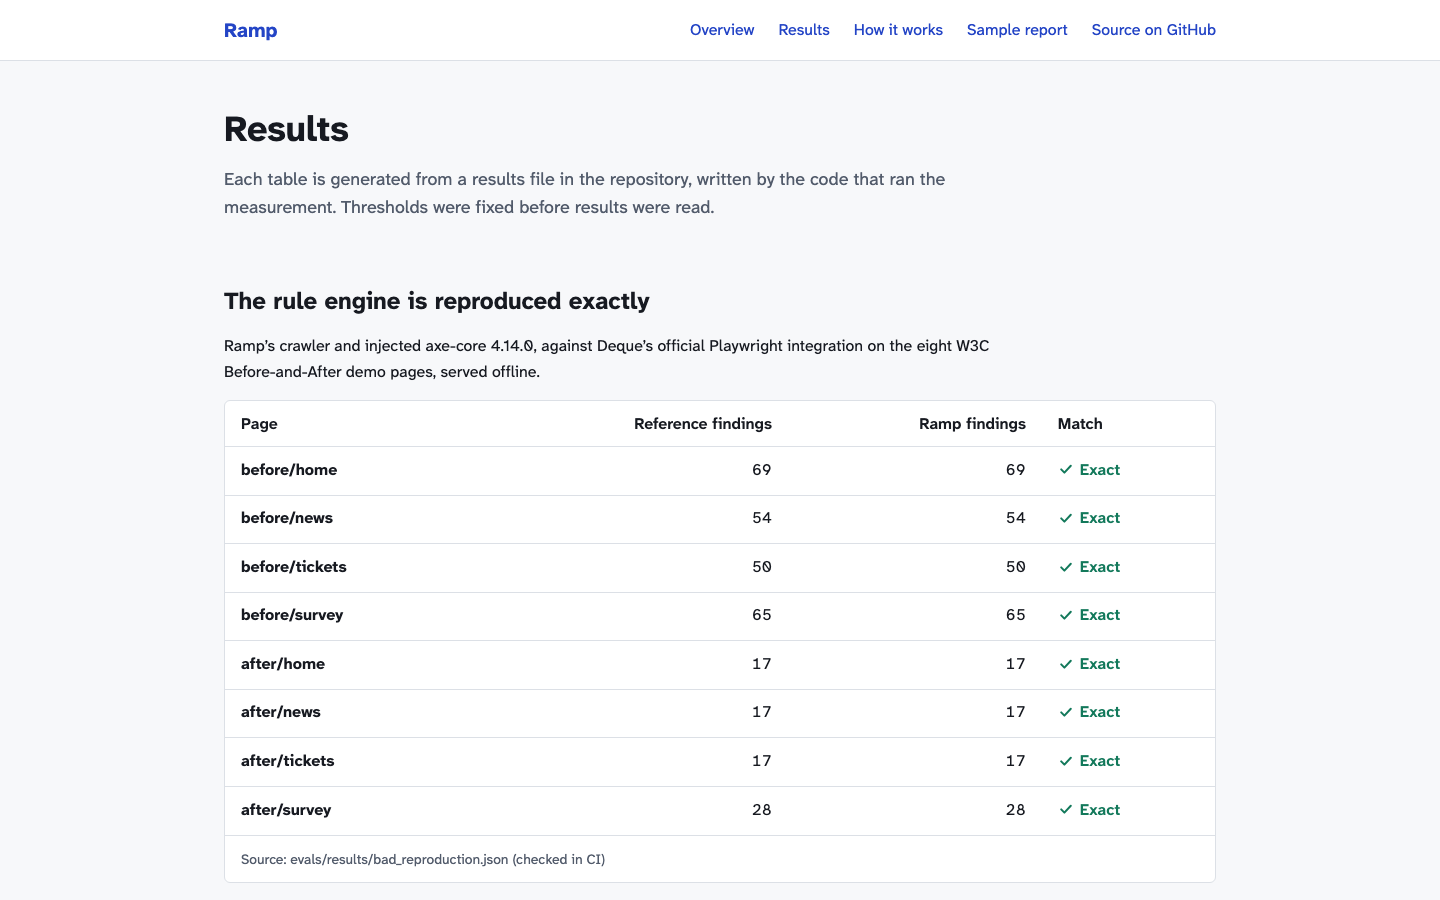 Ramp
Overview Results How it works Sample report Source on GitHub
Results
Each table is generated from a results file in the repository, written by the code that ran the
measurement. Thresholds were fixed before results were read.
The rule engine is reproduced exactly
Ramp’s crawler and injected axe-core 4.14.0, against Deque’s official Playwright integration on the eight W3C
Before-and-After demo pages, served offline.
Page Reference findings Ramp findings Match
before/home 69 69 Exact
before/news 54 54 Exact
before/tickets 50 50 Exact
before/survey 65 65 Exact
after/home 17 17 Exact
after/news 17 17 Exact
after/tickets 17 17 Exact
after/survey 28 28 Exact
Source: evals/results/bad_reproduction.json (checked in CI)